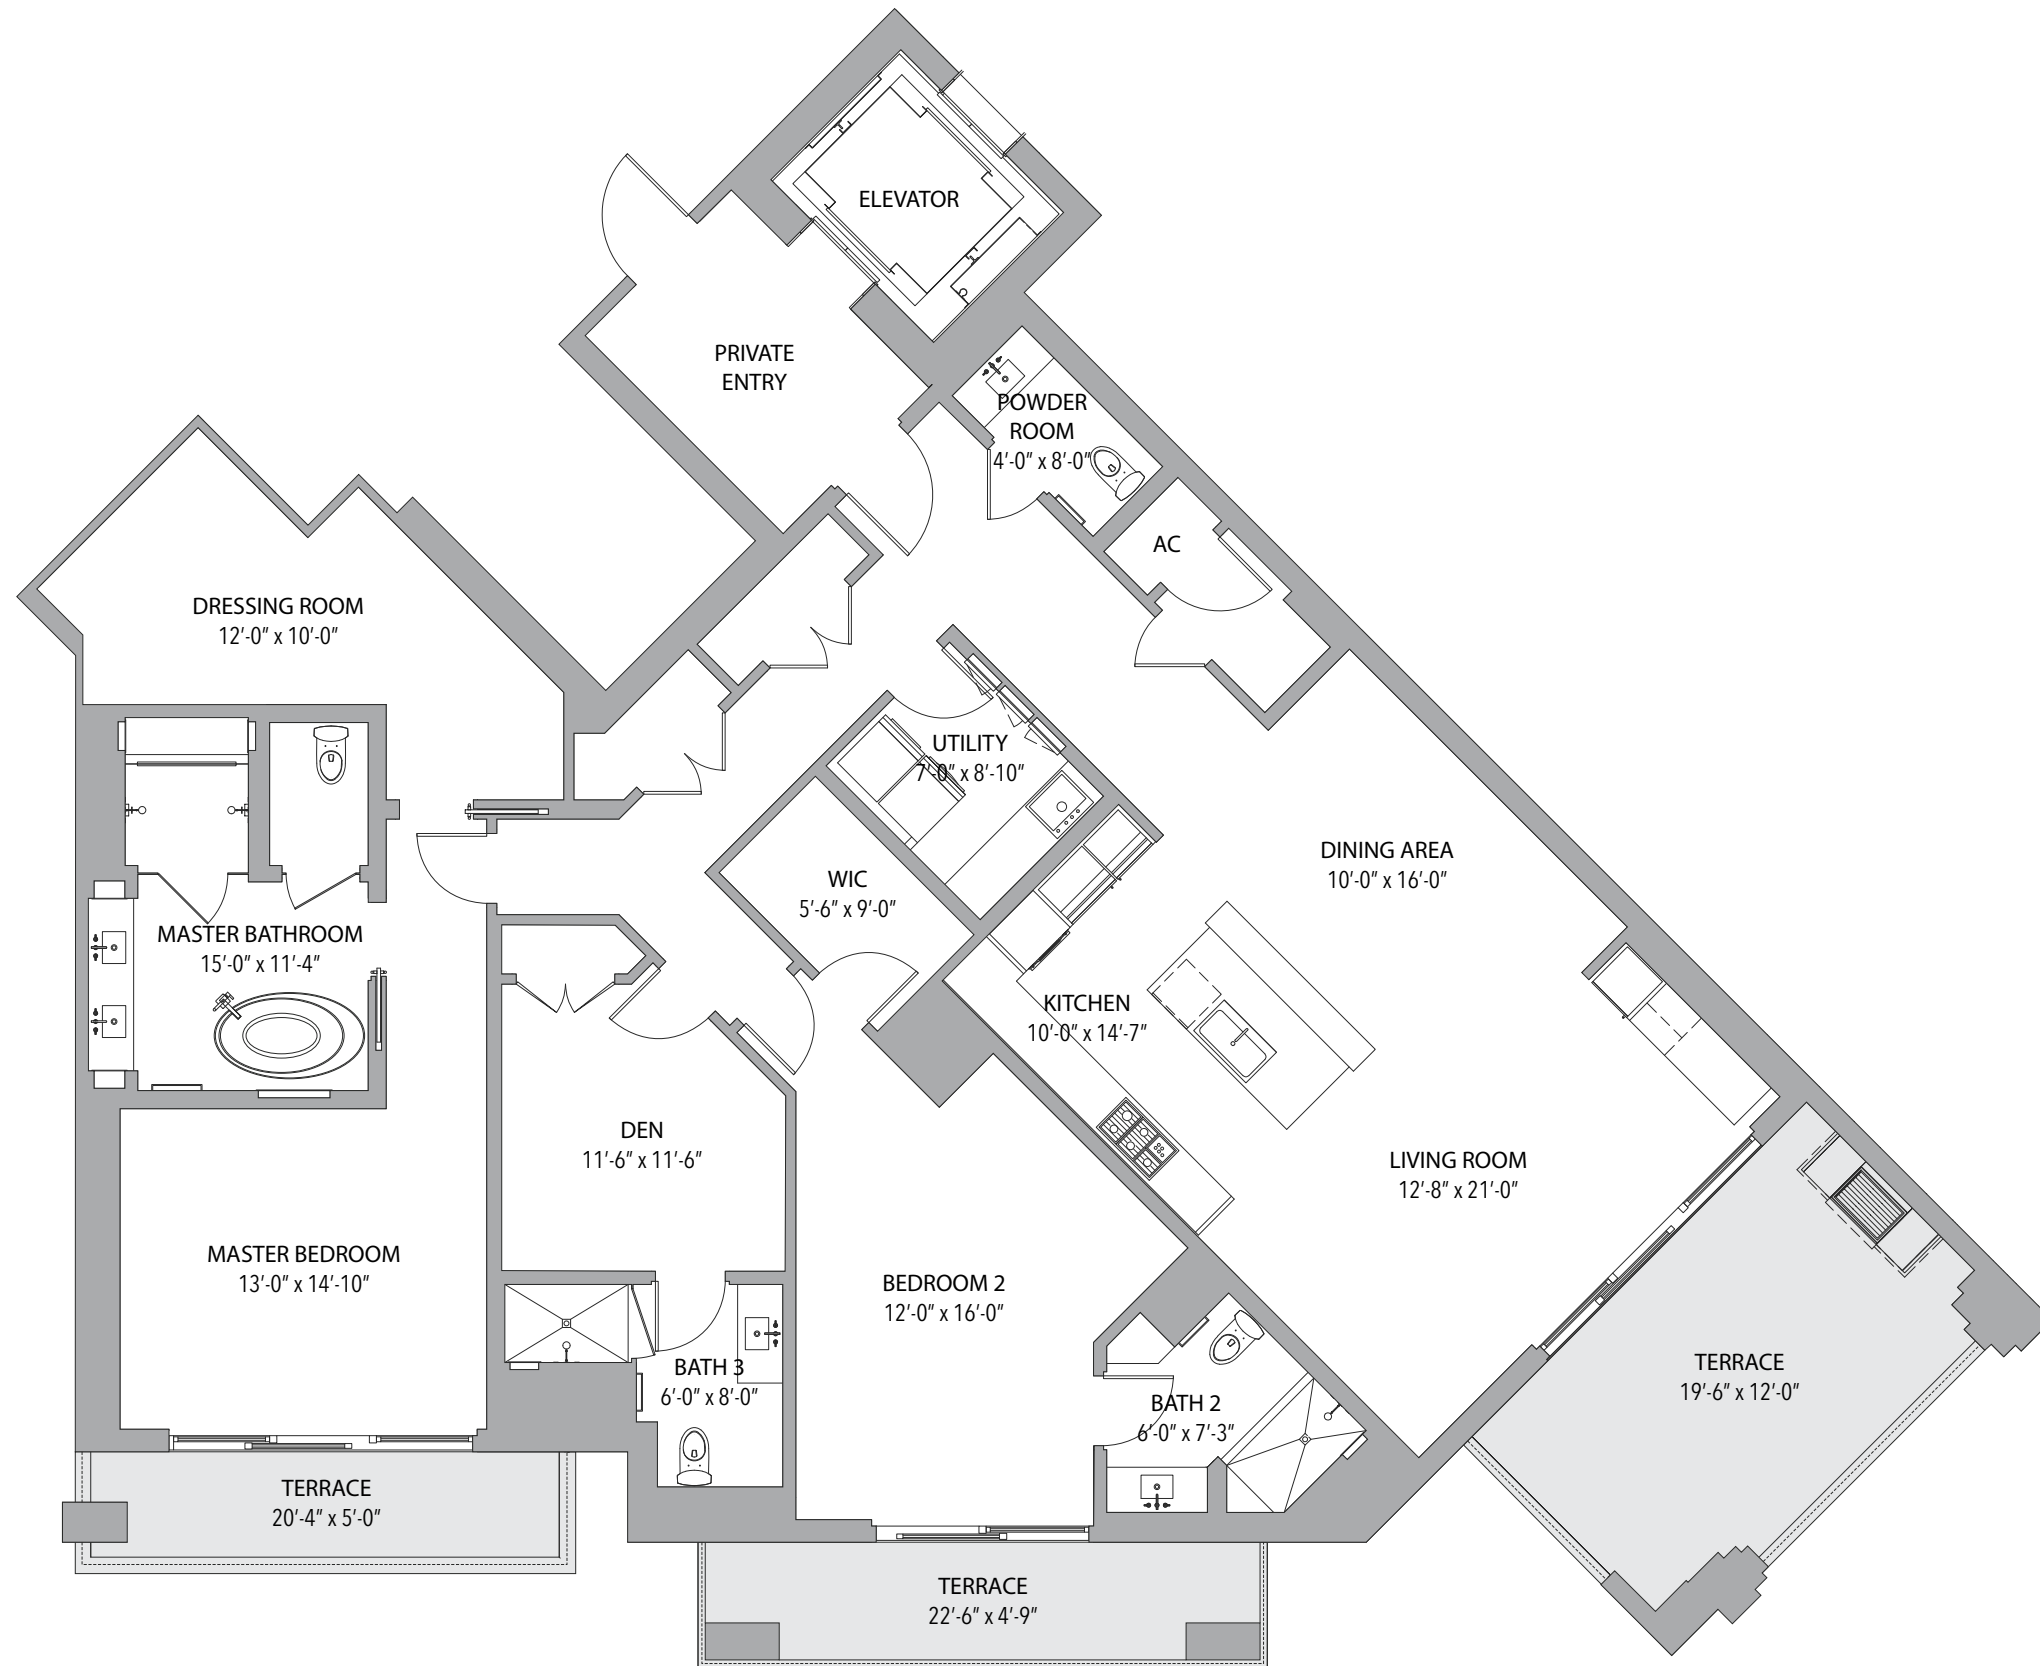 ELEVATOR
PRIVATE
ENTRY
POWDER
ROOM
4'-0" x 8'-0"
AC
DRESSING ROOM
12'-0" x 10'-0"
UTILITY
7'-0" x 8'-10"
DINING AREA
10'-0" x 16'-0"
WIC
5'-6" x 9'-0"
MASTER BATHROOM
15'-0" x 11'-4"
KITCHEN
10'-0" x 14'-7"
DEN
11'-6" x 11'-6"
LIVING ROOM
12'-8" x 21'-0"
MASTER BEDROOM
13'-0" x 14'-10"
BEDROOM 2
12'-0" x 16'-0"
BATH 3
6'-0" x 8'-0"
TERRACE
19'-6" x 12'-0"
BATH 2
6'-0" x 7'-3"
TERRACE
20'-4" x 5'-0"
TERRACE
22'-6" x 4'-9"